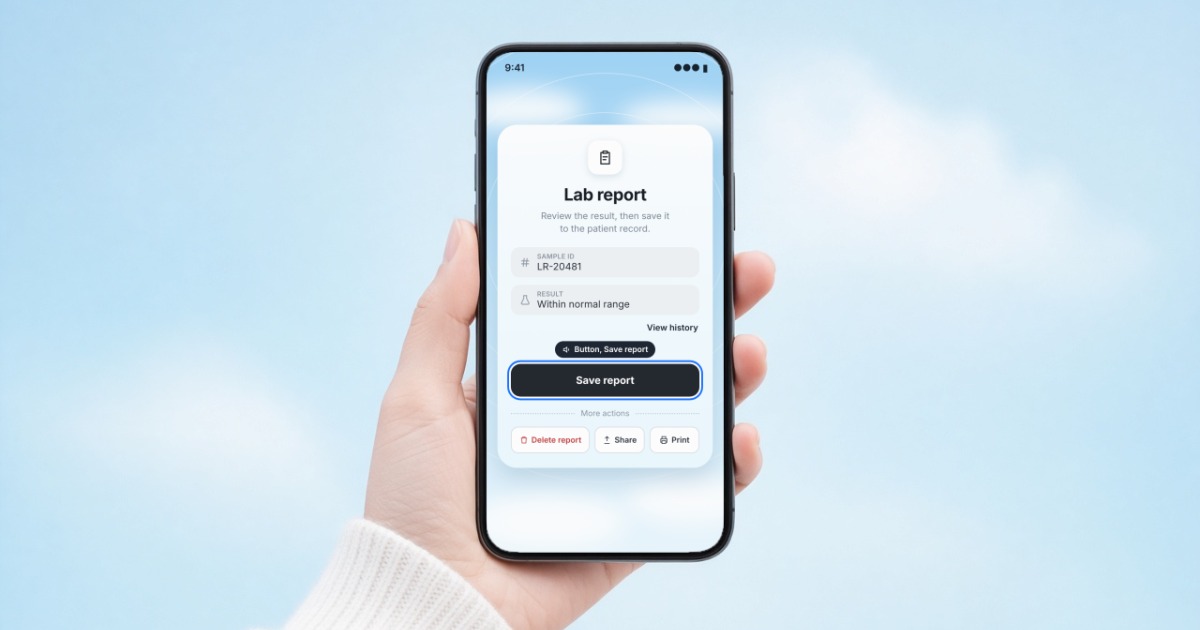 9:41
Lab report
Review the result, then save it
to the patient record.
SAMPLE ID
LR-20481
RESULT
Within normal range
View history
Button, Save report
Save report
More actions
Delete report
Share
Print